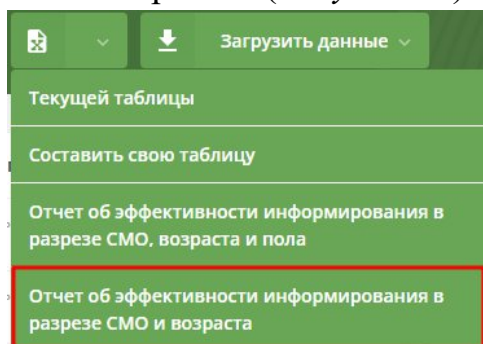 Загрузить данные
Текущей таблицы
Составить свою таблицу
Отчет об эффективности информирования в
разрезе СМО, возраста и пола
Отчет об эффективности информирования в
разрезе СМО и возраста